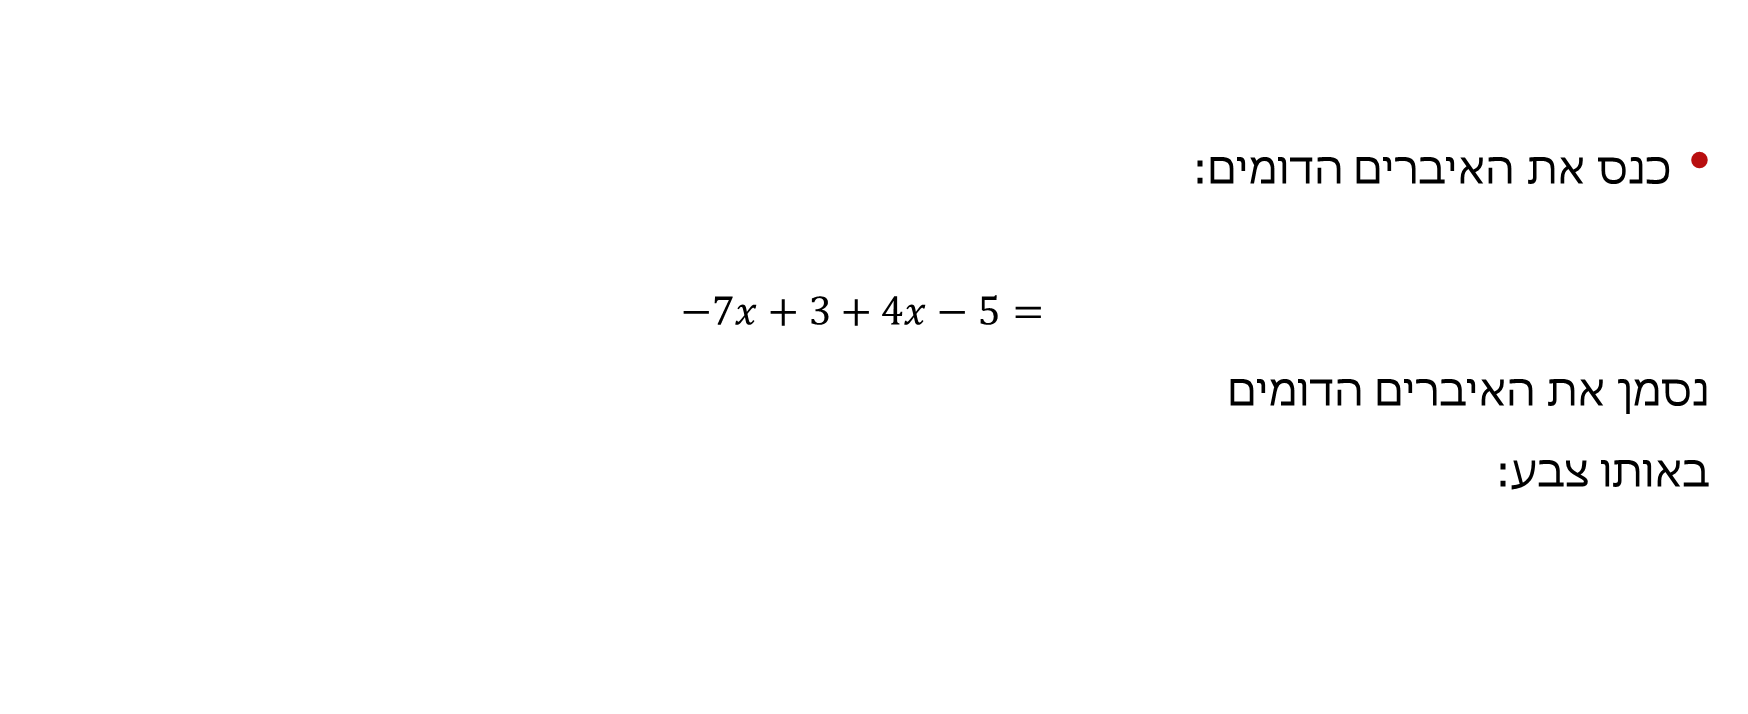 • כנס את האיברים הדומים:
−7x + 3 + 4x − 5 =
נסמן את האיברים הדומים
באותו צבע: